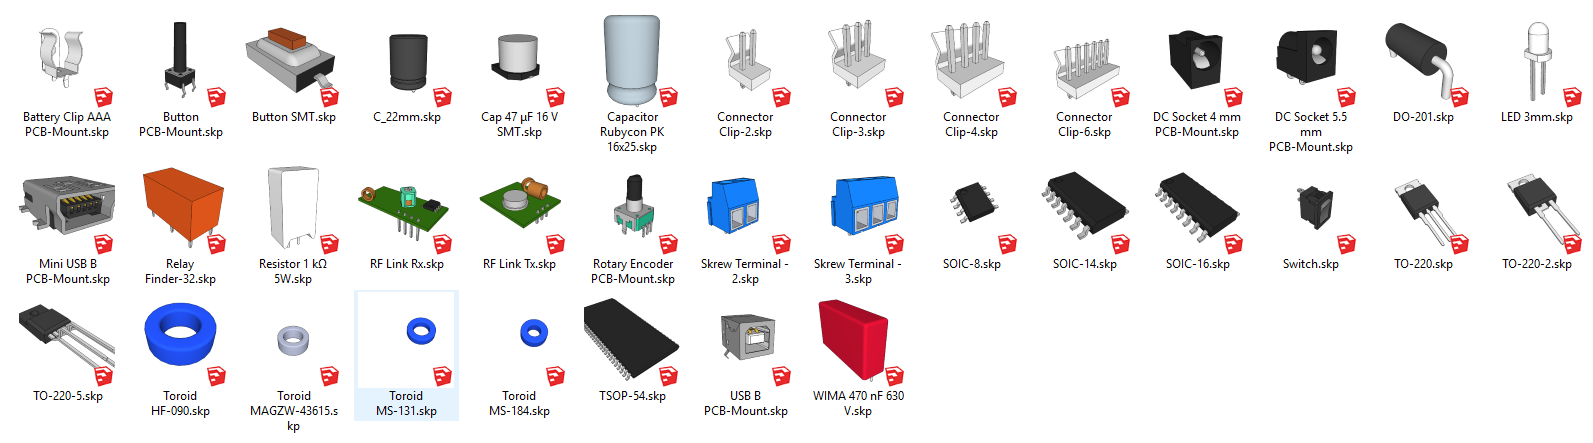 Battery Clip AAA
PCB-Mount.skp
Button
PCB-Mount.skp
Button SMT.skp
C_22mm.skp
Cap 47 µF 16 V
SMT.skp
Capacitor
Rubycon PK
16x25.skp
Connector
Clip-2.skp
Connector
Clip-3.skp
Connector
Clip-4.skp
Connector
Clip-6.skp
DC Socket 4 mm
PCB-Mount.skp
DC Socket 5.5
mm
PCB-Mount.skp
DO-201.skp
LED 3mm.skp
Mini USB B
PCB-Mount.skp
Relay
Finder-32.skp
Resistor 1 kΩ
5W.skp
RF Link Rx.skp
RF Link Tx.skp
Rotary Encoder
PCB-Mount.skp
Skrew Terminal -
2.skp
Skrew Terminal -
3.skp
SOIC-8.skp
SOIC-14.skp
SOIC-16.skp
Switch.skp
TO-220.skp
TO-220-2.skp
TO-220-5.skp
Toroid
HF-090.skp
Toroid
MAGZW-43615.s
kp
Toroid
MS-131.skp
Toroid
MS-184.skp
TSOP-54.skp
USB B
PCB-Mount.skp
WIMA 470 nF 630
V.skp